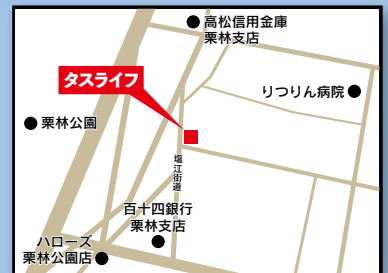 高松信用金庫
栗林支店
タスライフ
りつりん病院
栗林公園
塩江街道
百十四銀行
栗林支店
ハローズ
栗林公園店